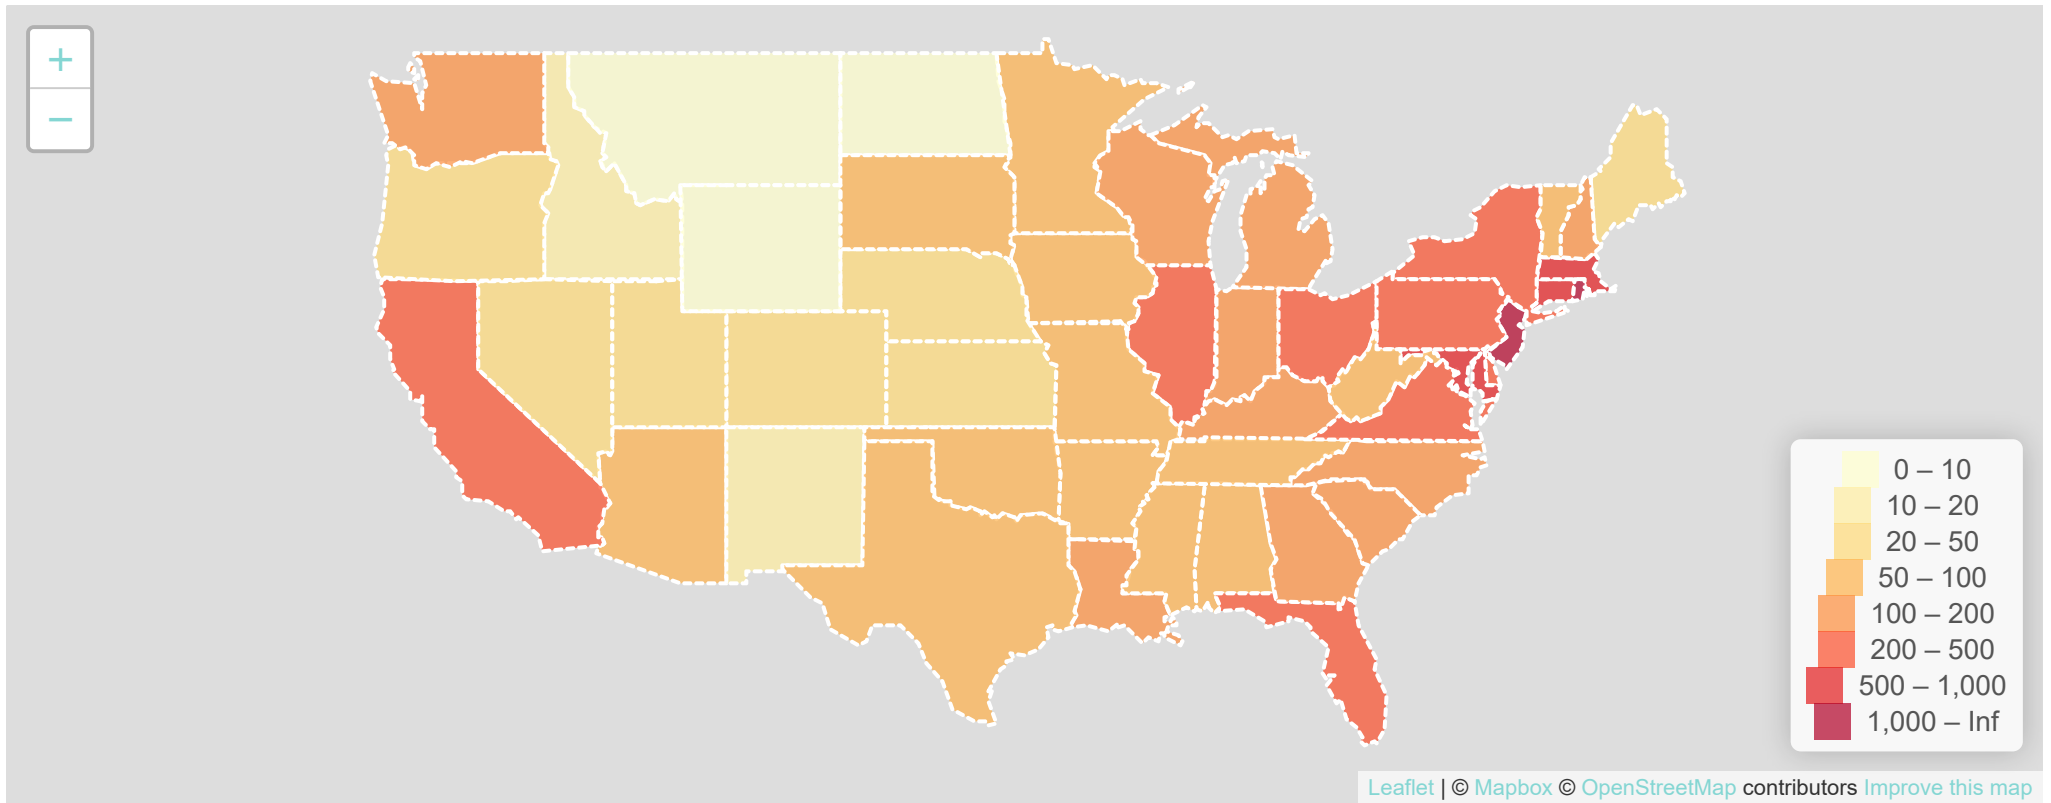 +
−
0 – 10
10 – 20
20 – 50
50 – 100
100 – 200
200 – 500
500 – 1,000
1,000 – Inf
Leaflet | © Mapbox © OpenStreetMap contributors Improve this map